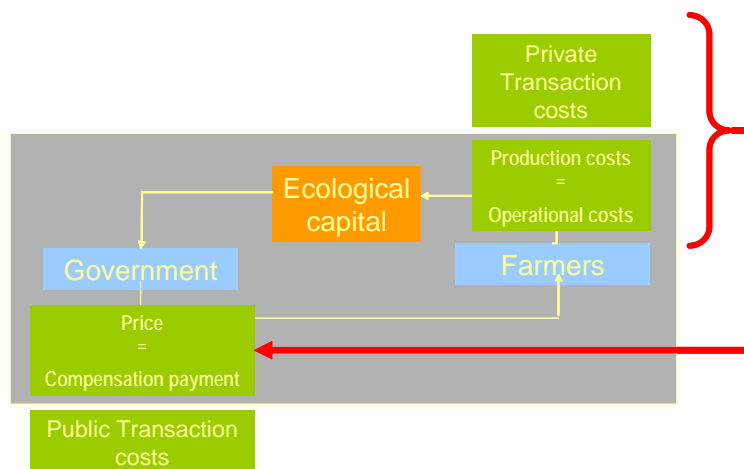 Private
Transaction
costs
Production costs
=
Operational costs
Ecological
capital
Government
Farmers
Price
=
Compensation payment
Public Transaction
costs